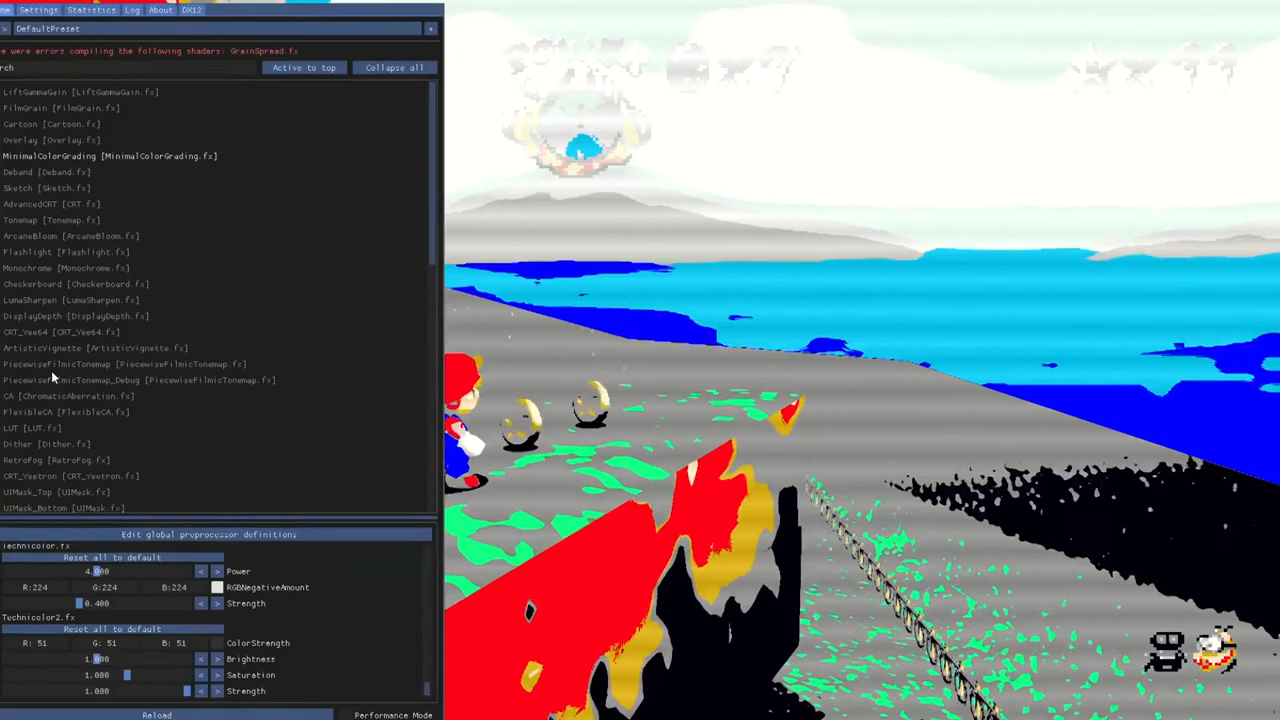 Settings Statistics Log About DX12
> DefaultPreset
e were errors compiling the following shaders: GrainSpread.fx
rch Active to top Collapse all
LiftGammaGain [LiftGammaGain.fx]
FilmGrain [FilmGrain.fx]
Cartoon [Cartoon.fx]
Overlay [Overlay.fx]
MinimalColorGrading [MinimalColorGrading.fx]
Deband [Deband.fx]
Sketch [Sketch.fx]
AdvancedCRT [CRT.fx]
Tonemap [Tonemap.fx]
ArcaneBloom [ArcaneBloom.fx]
Flashlight [Flashlight.fx]
Monochrome [Monochrome.fx]
Checkerboard [Checkerboard.fx]
LumaSharpen [LumaSharpen.fx]
DisplayDepth [DisplayDepth.fx]
CRT_Yee64 [CRT_Yee64.fx]
ArtisticVignette [ArtisticVignette.fx]
PiecewiseFilmicTonemap [PiecewiseFilmicTonemap.fx]
PiecewiseFilmicTonemap_Debug [PiecewiseFilmicTonemap.fx]
CA [ChromaticAberration.fx]
FlexibleCA [FlexibleCA.fx]
LUT [LUT.fx]
Dither [Dither.fx]
RetroFog [RetroFog.fx]
CRT_Yeetron [CRT_Yeetron.fx]
UIMask_Top [UIMask.fx]
UIMask_Bottom [UIMask.fx]
Edit global preprocessor definitions
Technicolor.fx
Reset all to default
4.000 < > Power
R:224 G:224 B:224 RGBNegativeAmount
0.400 < > Strength
Technicolor2.fx
Reset all to default
R: 51 G: 51 B: 51 ColorStrength
1.000 < > Brightness
1.000 < > Saturation
1.000 < > Strength
Reload Performance Mode